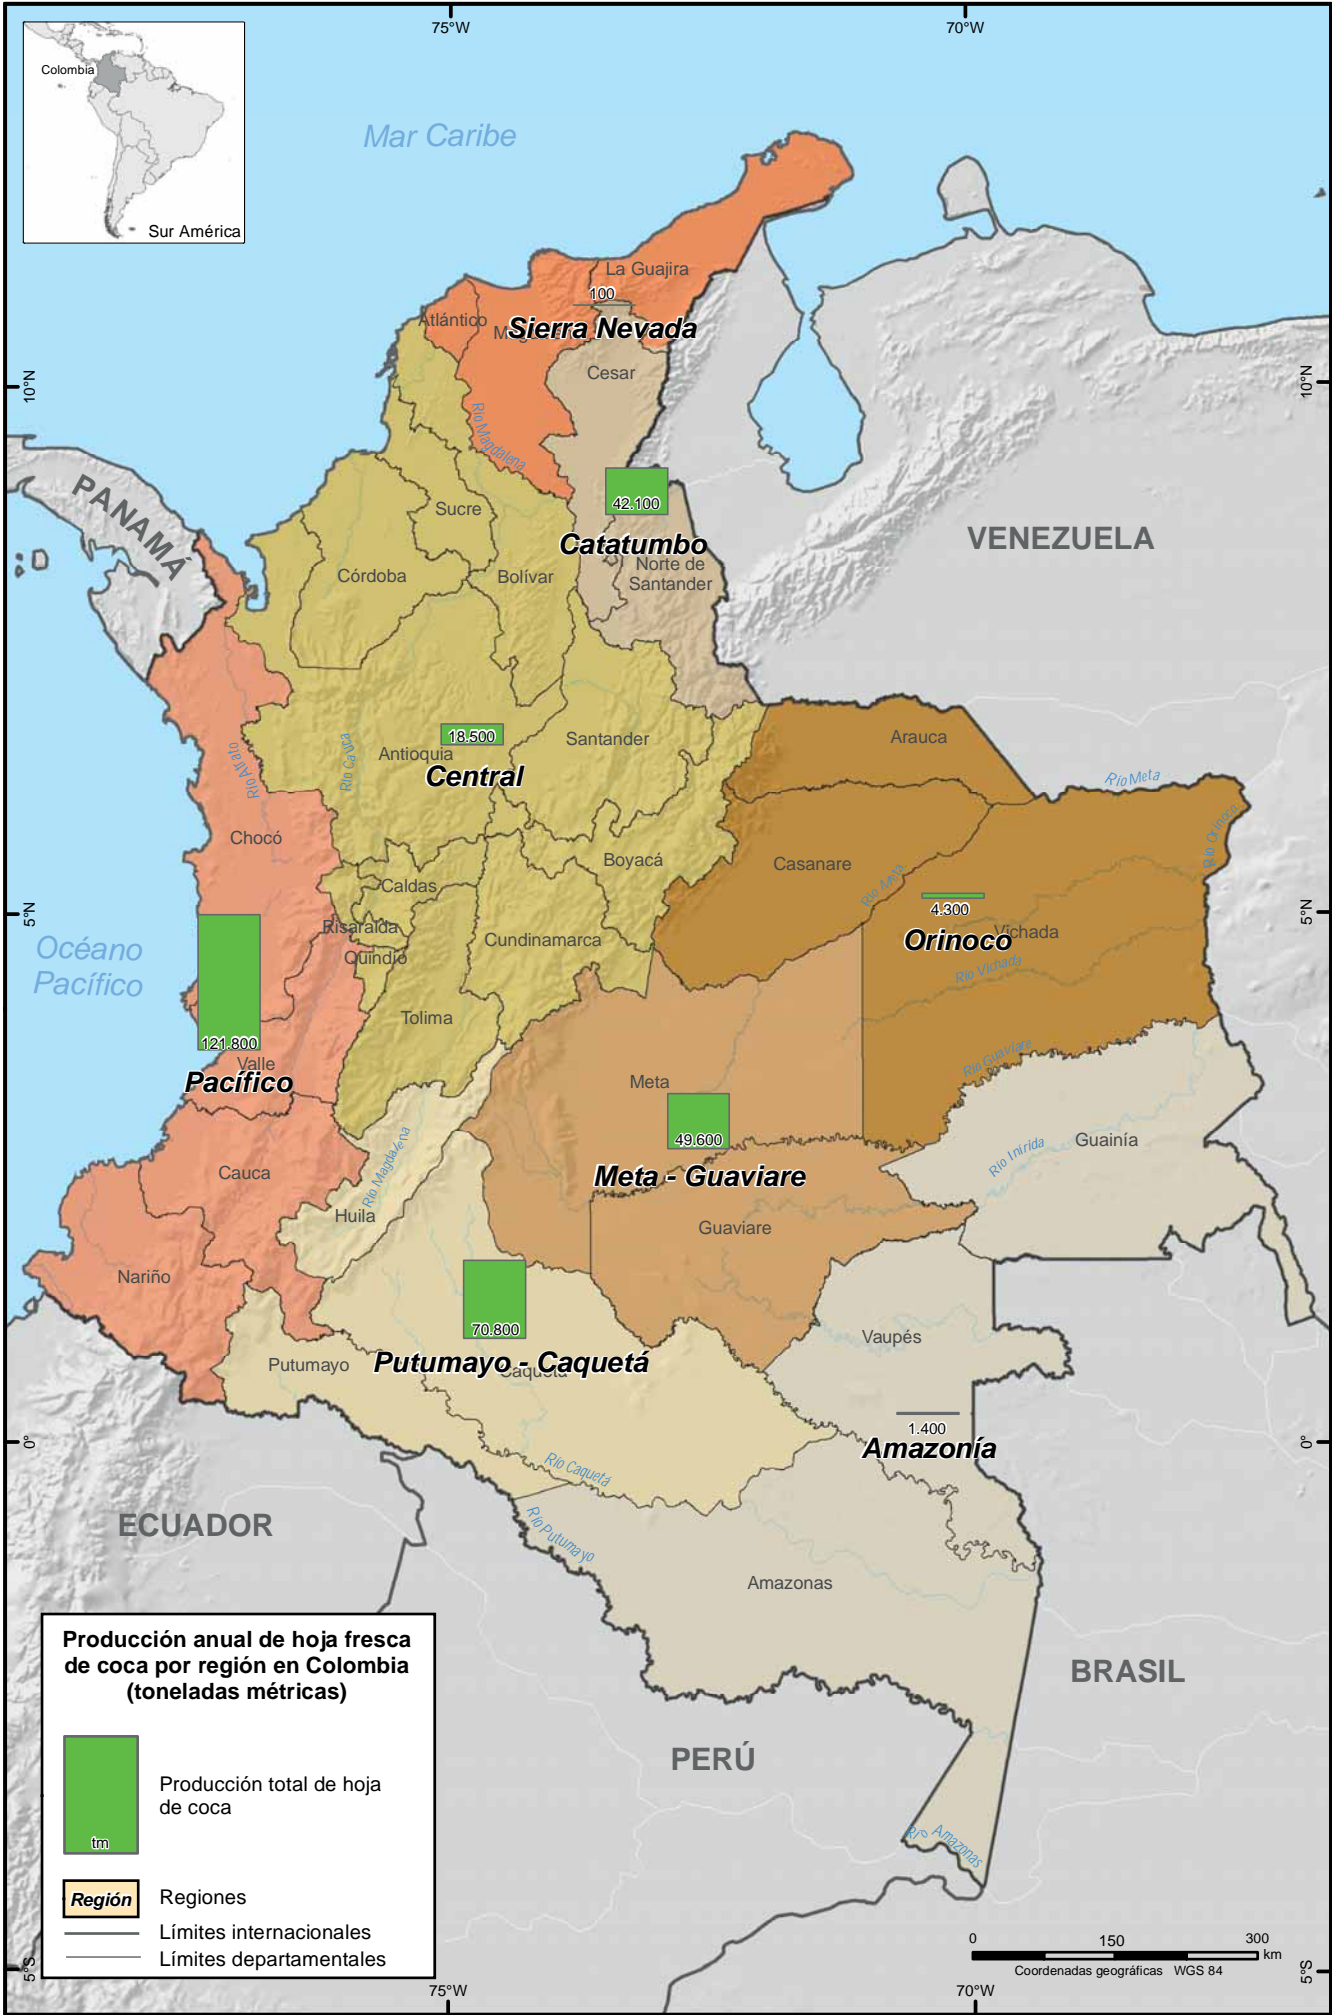 75°W
70°W
Colombia
Sur América
Mar Caribe
La Guajira
100
Atlántico
Sierra Nevada
Cesar
10°N
10°N
Río Magdalena
PANAMÁ
42.100
Sucre
Catatumbo
VENEZUELA
Norte de
Santander
Córdoba
Bolívar
18.500
Santander
Arauca
Antioquia
Central
Río Meta
Río Atrato
Río Cauca
Río Orinoco
Chocó
Boyacá
Casanare
Caldas
Río Meta
4.300
5°N
5°N
Risaralda
Cundinamarca
Orinoco
Vichada
Océano
Pacífico
Quindío
Río Vichada
Tolima
121.800
Valle
Río Guaviare
Pacífico
Meta
49.600
Guainía
Río Inírida
Río Magdalena
Cauca
Meta - Guaviare
Huila
Guaviare
Nariño
70.800
Vaupés
Putumayo
Putumayo - Caquetá
Caquetá
1.400
0°
0°
Amazonía
Río Caquetá
ECUADOR
Río Putumayo
Amazonas
BRASIL
PERÚ
Río Amazonas
Producción anual de hoja fresca
de coca por región en Colombia
(toneladas métricas)
Producción total de hoja
de coca
tm
Región
Regiones
Límites internacionales
Límites departamentales
0 150 300
km
Coordenadas geográficas WGS 84
5°S
5°S
75°W
70°W